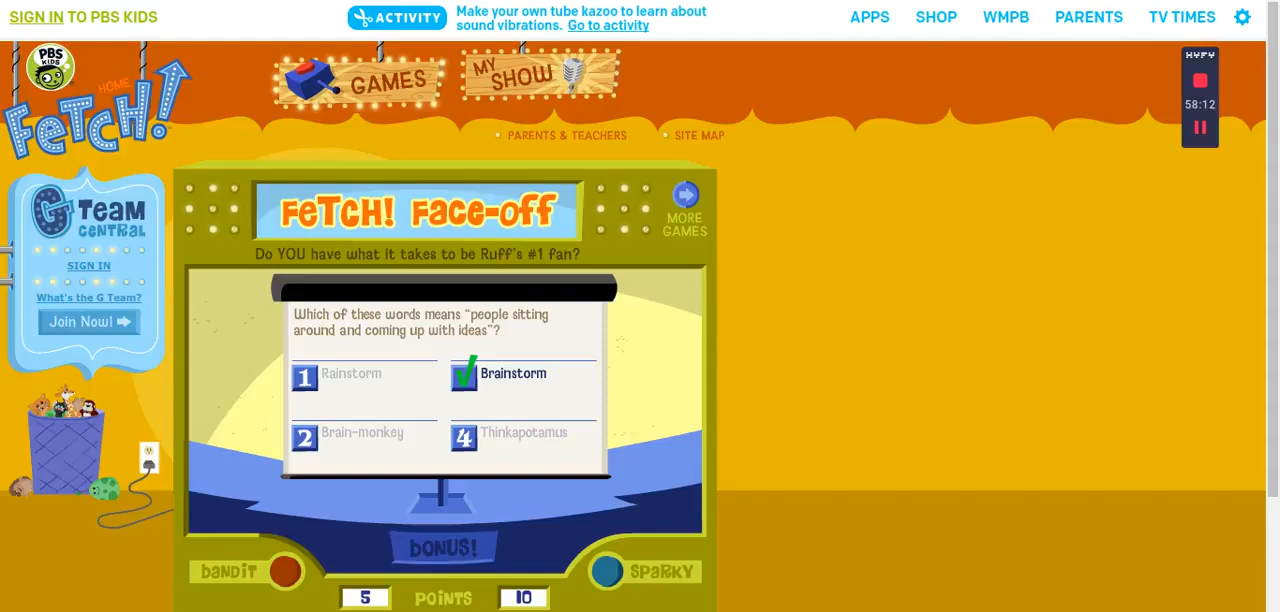 SIGN IN TO PBS KIDS
ACTIVITY
Make your own tube kazoo to learn about
sound vibrations. Go to activity
APPS
SHOP
WMPB
PARENTS
TV TIMES
PBS
KIDS
HOME
FETCH!
GAMES
MY
SHOW
HYFY
58:12
PARENTS & TEACHERS
SITE MAP
G TEAM
CENTRAL
SIGN IN
What's the G Team?
Join Now!
FETCH! FACE-OFF
MORE
GAMES
Do YOU have what it takes to be Ruff's #1 fan?
Which of these words means "people sitting
around and coming up with ideas"?
1 Rainstorm
Brainstorm
2 Brain-monkey
4 Thinkapotamus
BONUS!
BANDIT
SPARKY
5 POINTS 10